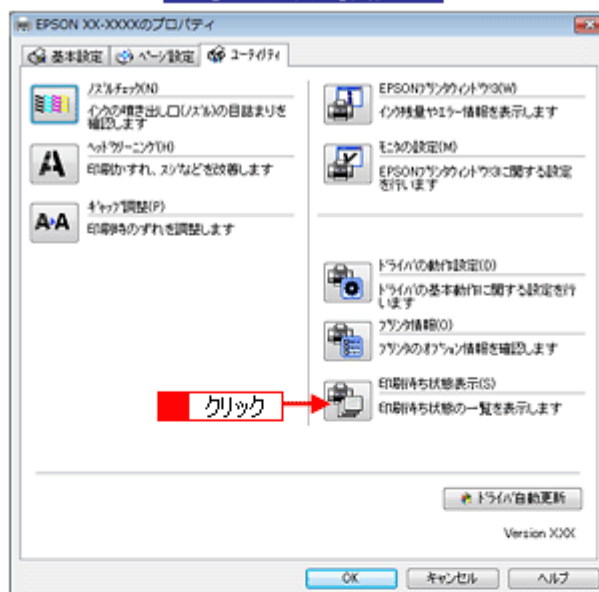 EPSON XX-XXXXのプロパティ
基本設定
ページ設定
ユーティリティ
ノズルチェック(N)
インクの噴き出し口(ノズル)の目詰まりを
確認します
ヘッドクリーニング(H)
印刷かすれ、スジなどを改善します
ギャップ調整(P)
印刷時のずれを調整します
EPSONプリンタウィンドウ!3(W)
インク残量やエラー情報を表示します
モニタの設定(M)
EPSONプリンタウィンドウ!3に関する設定
を行います
ドライバの動作設定(D)
ドライバの基本動作に関する設定を行
います
プリンタ情報(O)
プリンタのオプション情報を確認します
印刷待ち状態表示(S)
印刷待ち状態の一覧を表示します
クリック
ドライバ自動更新
Version X.XX
OK
キャンセル
ヘルプ